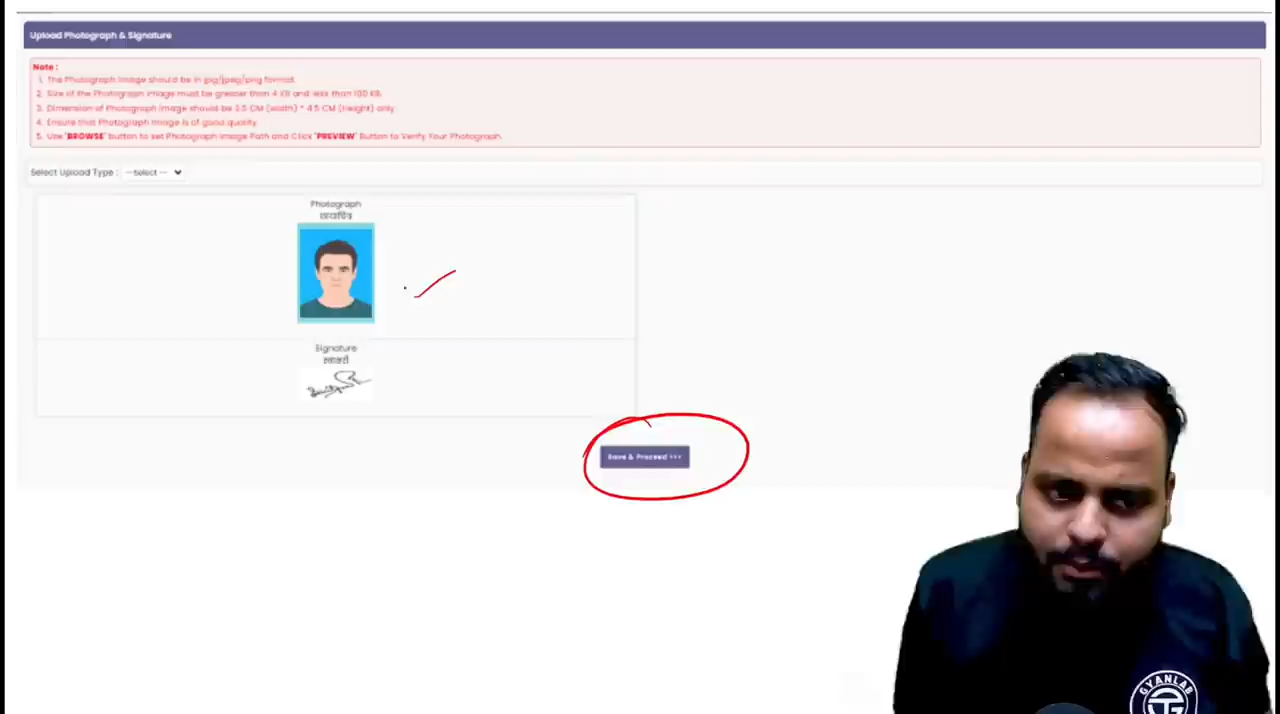 Upload Photograph & Signature
Note :
1. The Photograph Image should be in jpg/jpeg/png format.
2. Size of the Photograph image must be greater than 4 KB and less than 100 KB.
3. Dimension of Photograph Image should be 3.5 CM (width) * 4.5 CM (Height) only.
4. Ensure that Photograph Image is of good quality.
5. Use "BROWSE" button to set Photograph Image Path and Click "PREVIEW" Button to Verify Your Photograph.
Select Upload Type : --Select --
Photograph
छायाचित्र
Signature
Save & Proceed >>>
GYANLAB